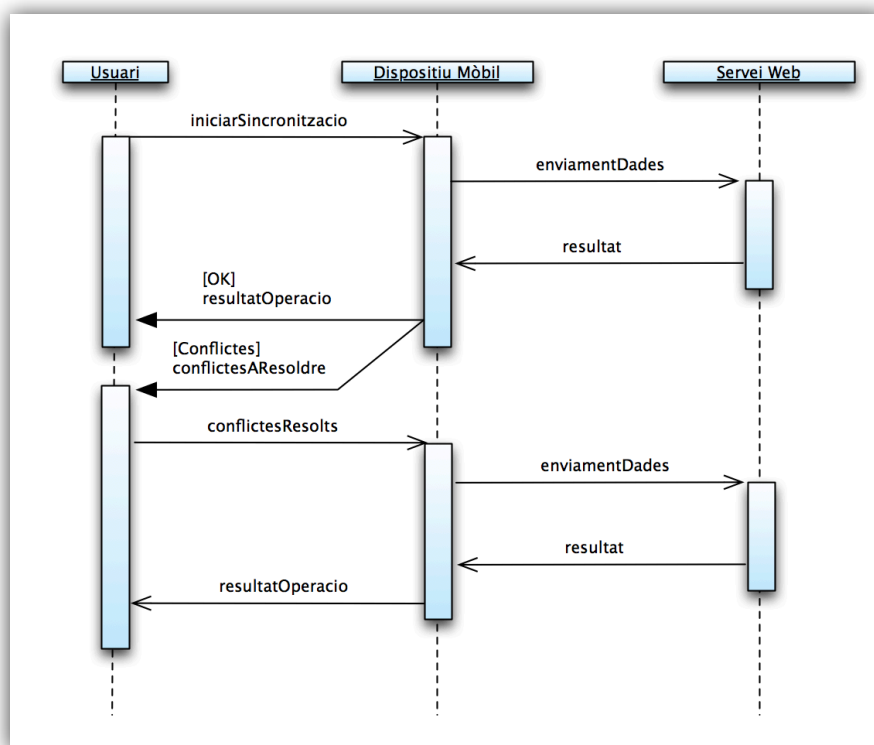 Usuari
Dispositiu Mòbil
Servei Web
iniciarSincronitzacio
enviamentDades
resultat
[OK]
resultatOperacio
[Conflictes]
conflictesAResoldre
conflictesResolts
enviamentDades
resultat
resultatOperacio